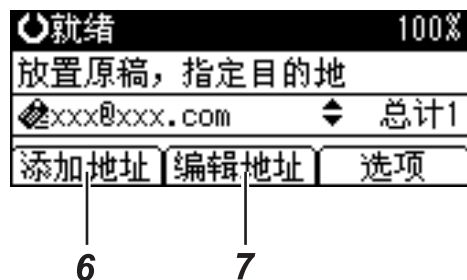 就绪 100%
放置原稿，指定目的地
xxx@xxx.com 总计1
添加地址 编辑地址 选项
6 7